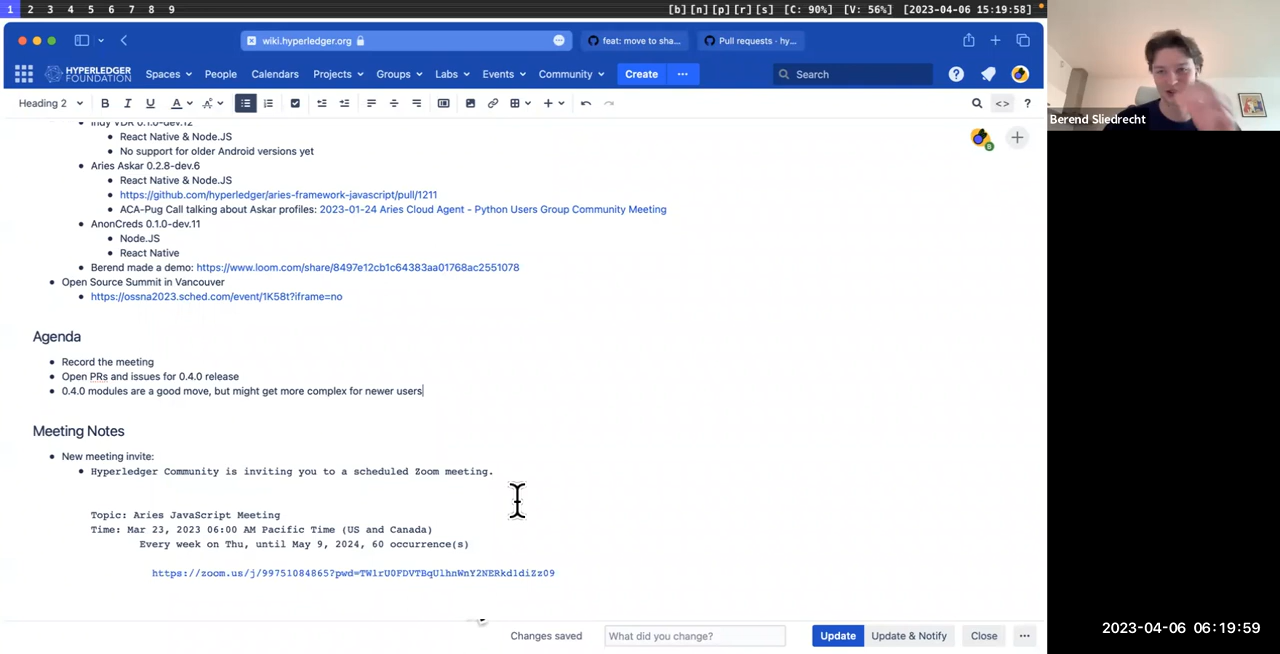 1 2 3 4 5 6 7 8 9 [b][n][p][r][s] [C: 90%] [V: 56%] [2023-04-06 15:19:58]
wiki.hyperledger.org feat: move to sha... Pull requests · hy...
HYPERLEDGER FOUNDATION Spaces People Calendars Projects Groups Labs Events Community Create ... Search
Heading 2 B I U A <> ?
Berend Sliedrecht
Indy VDR 0.1.0-dev.12
React Native & Node.JS
No support for older Android versions yet
Aries Askar 0.2.8-dev.6
React Native & Node.JS
https://github.com/hyperledger/aries-framework-javascript/pull/1211
ACA-Pug Call talking about Askar profiles: 2023-01-24 Aries Cloud Agent - Python Users Group Community Meeting
AnonCreds 0.1.0-dev.11
Node.JS
React Native
Berend made a demo: https://www.loom.com/share/8497e12cb1c64383aa01768ac2551078
Open Source Summit in Vancouver
https://ossna2023.sched.com/event/1K58t?iframe=no
Agenda
Record the meeting
Open PRs and issues for 0.4.0 release
0.4.0 modules are a good move, but might get more complex for newer users
Meeting Notes
New meeting invite:
Hyperledger Community is inviting you to a scheduled Zoom meeting.
Topic: Aries JavaScript Meeting
Time: Mar 23, 2023 06:00 AM Pacific Time (US and Canada)
Every week on Thu, until May 9, 2024, 60 occurrence(s)
https://zoom.us/j/99751084865?pwd=TWlrU0FDVTBqUlhnWnY2NERkd1diZz09
Changes saved What did you change? Update Update & Notify Close ...
2023-04-06 06:19:59